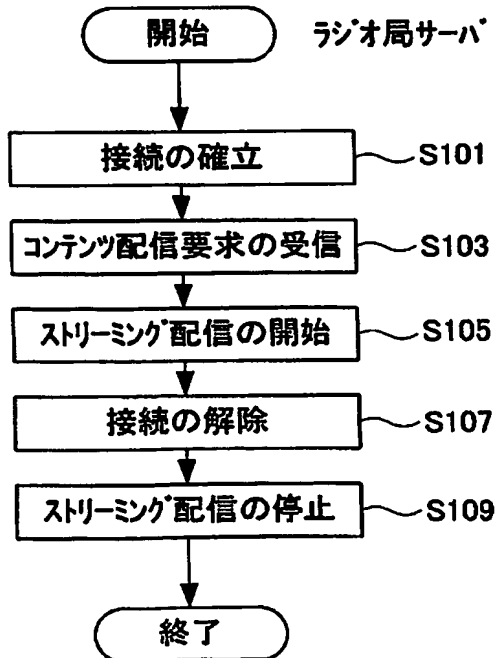 開始
ラジオ局サーバ
接続の確立
S101
コンテンツ配信要求の受信
S103
ストリーミング配信の開始
S105
接続の解除
S107
ストリーミング配信の停止
S109
終了